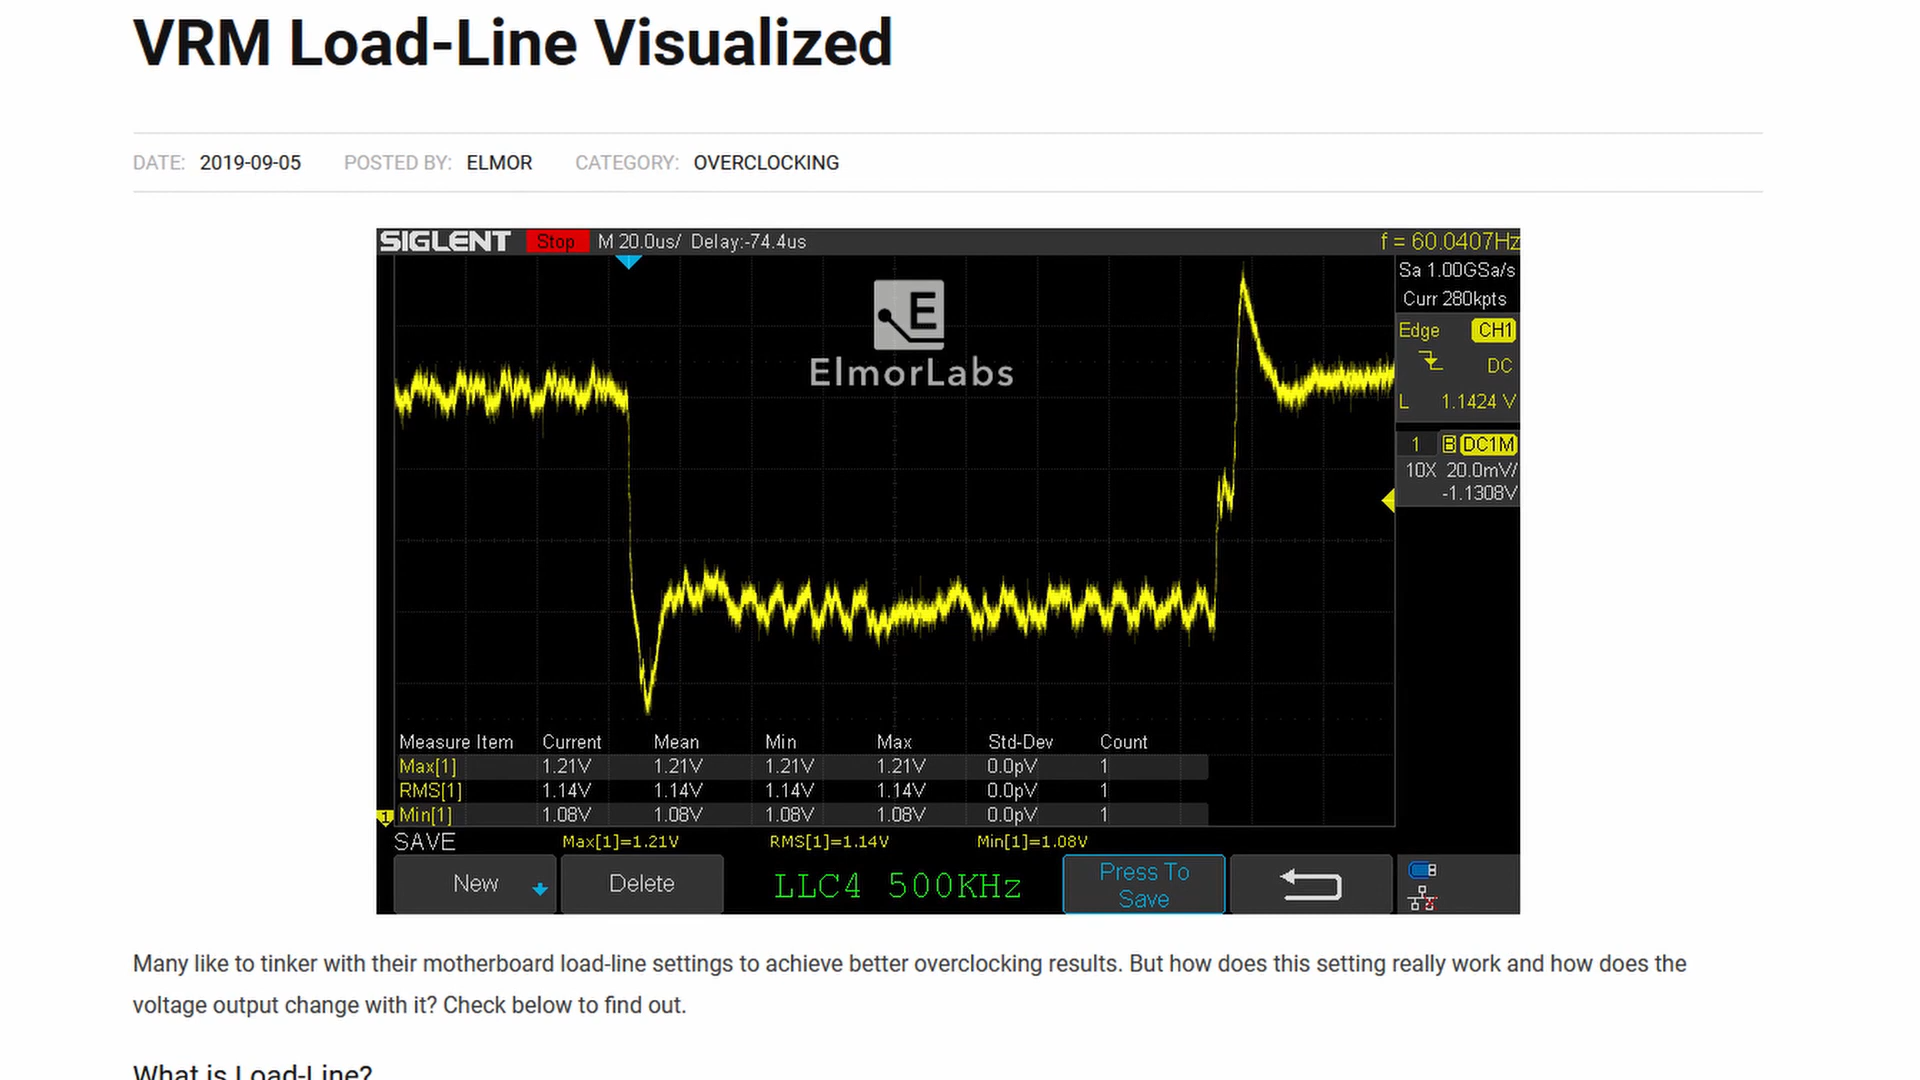 VRM Load-Line Visualized
DATE: 2019-09-05 POSTED BY: ELMOR CATEGORY: OVERCLOCKING
SIGLENT Stop M 20.0us/ Delay:-74.4us f = 60.0407Hz
Sa 1.00GSa/s
Curr 280kpts
E
ElmorLabs
Edge CH1
DC
L 1.1424 V
1 B DC1M
10X 20.0mV/
-1.1308V
Measure Item Current Mean Min Max Std-Dev Count
Max[1] 1.21V 1.21V 1.21V 1.21V 0.0pV 1
RMS[1] 1.14V 1.14V 1.14V 1.14V 0.0pV 1
1 Min[1] 1.08V 1.08V 1.08V 1.08V 0.0pV 1
SAVE Max[1]=1.21V RMS[1]=1.14V Min[1]=1.08V
New Delete LLC4 500KHz Press To
Save
Many like to tinker with their motherboard load-line settings to achieve better overclocking results. But how does this setting really work and how does the
voltage output change with it? Check below to find out.
What is Load-Line?